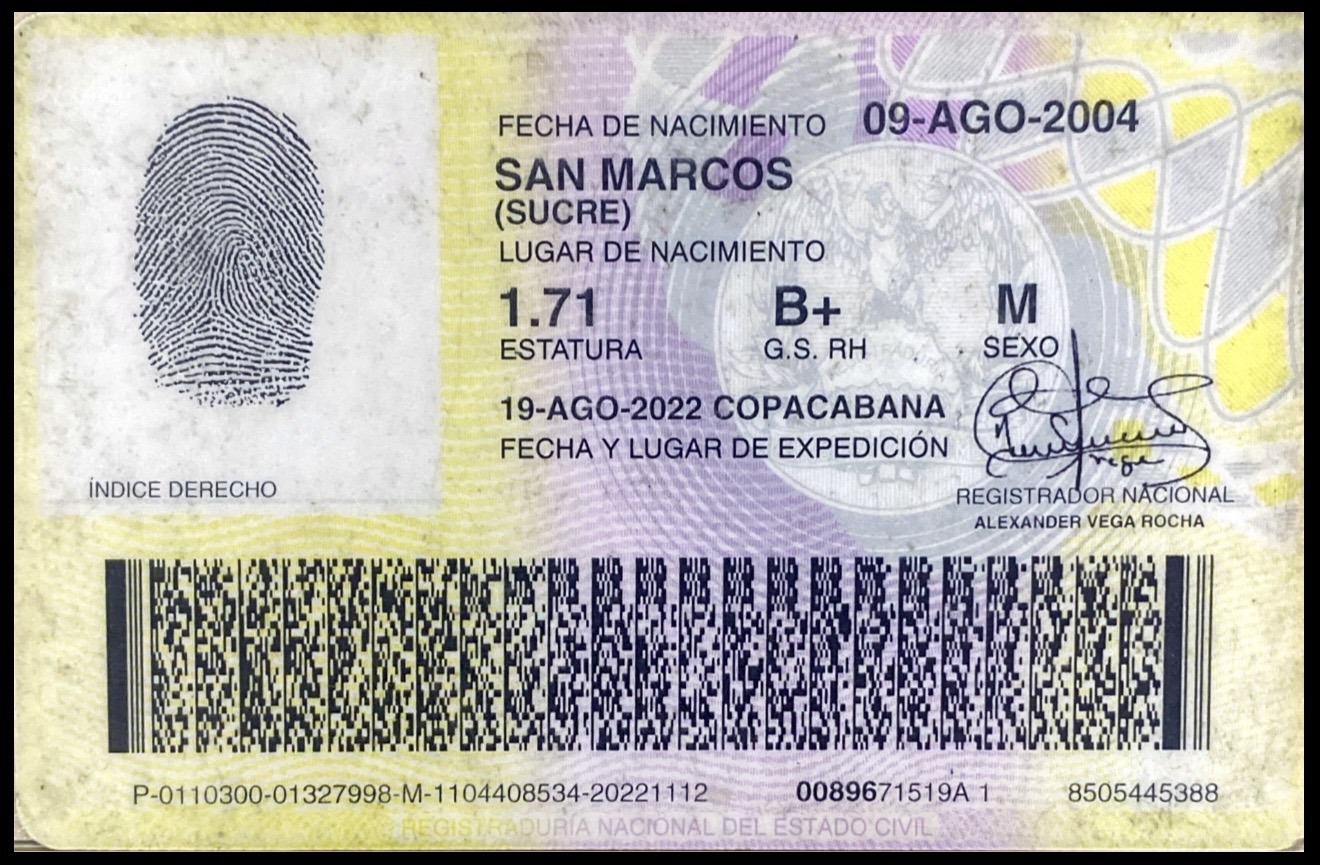 FECHA DE NACIMIENTO 09-AGO-2004
SAN MARCOS
(SUCRE)
LUGAR DE NACIMIENTO
1.71 B+ M
ESTATURA G.S. RH SEXO
19-AGO-2022 COPACABANA
FECHA Y LUGAR DE EXPEDICIÓN
ÍNDICE DERECHO
REGISTRADOR NACIONAL
ALEXANDER VEGA ROCHA
P-0110300-01327998-M-1104408534-20221112 0089671519A 1 8505445388
REGISTRADURÍA NACIONAL DEL ESTADO CIVIL